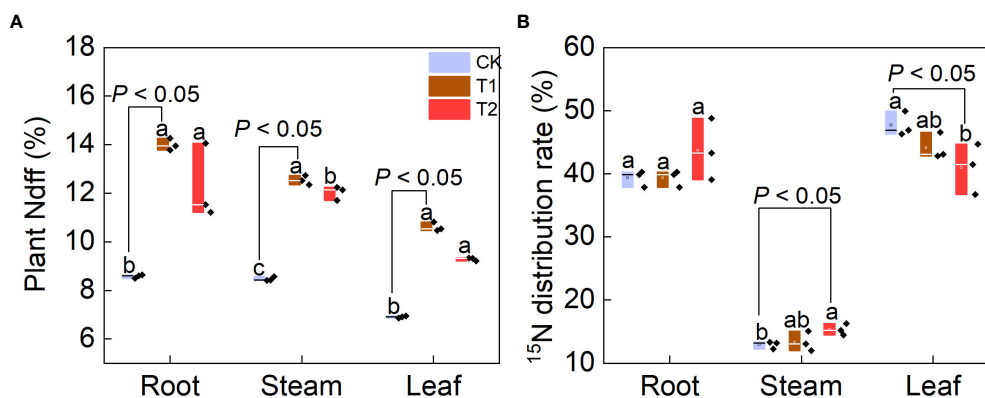 A
Plant Ndff (%)
18
16
14
12
10
8
6
CK
T1
T2
P < 0.05
P < 0.05
P < 0.05
b
a
a
c
a
b
b
a
a
Root
Steam
Leaf
B
¹⁵N distribution rate (%)
60
50
40
30
20
10
P < 0.05
P < 0.05
a
a
a
b
ab
a
a
ab
b
Root
Steam
Leaf